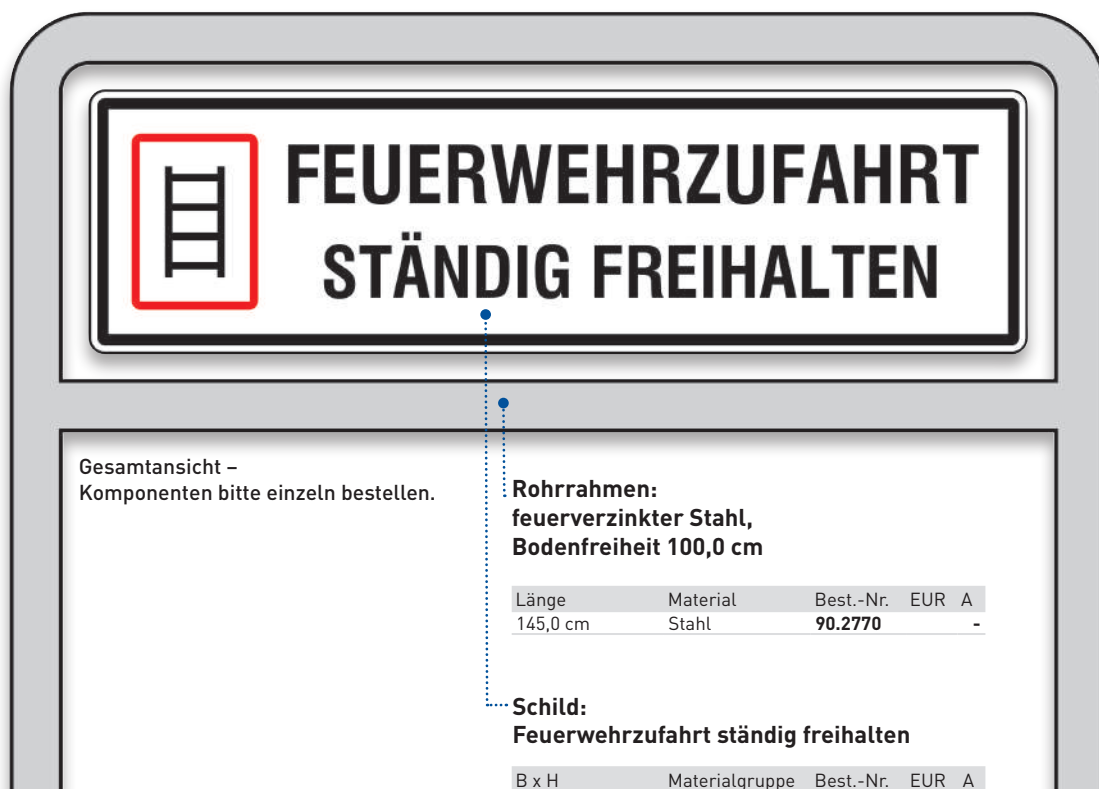 FEUERWEHRZUFAHRT
STÄNDIG FREIHALTEN
Gesamtansicht –
Komponenten bitte einzeln bestellen.
Rohrrahmen:
feuerverzinkter Stahl,
Bodenfreiheit 100,0 cm
Länge Material Best.-Nr. EUR A
145,0 cm Stahl 90.2770 -
Schild:
Feuerwehrzufahrt ständig freihalten
B x H Materialgruppe Best.-Nr. EUR A